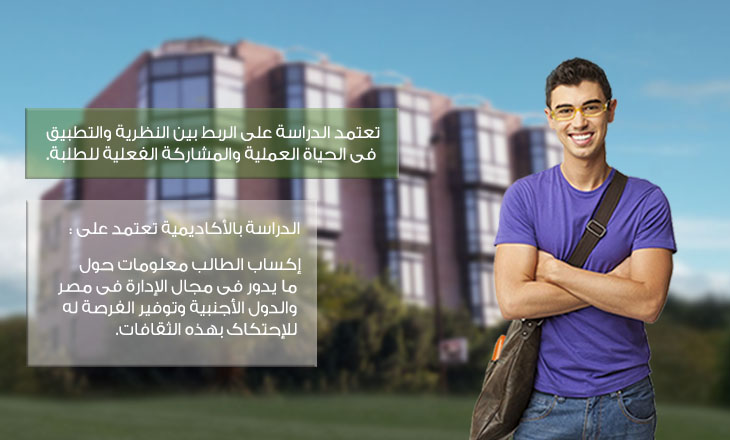 تعتمد الدراسة على الربط بين النظرية والتطبيق
فى الحياة العملية والمشاركة الفعلية للطلبة.
الدراسة بالأكاديمية تعتمد على :
إكساب الطالب معلومات حول
ما يدور فى مجال الإدارة فى مصر
والدول الأجنبية وتوفير الفرصة له
للإحتكاك بهذه الثقافات.